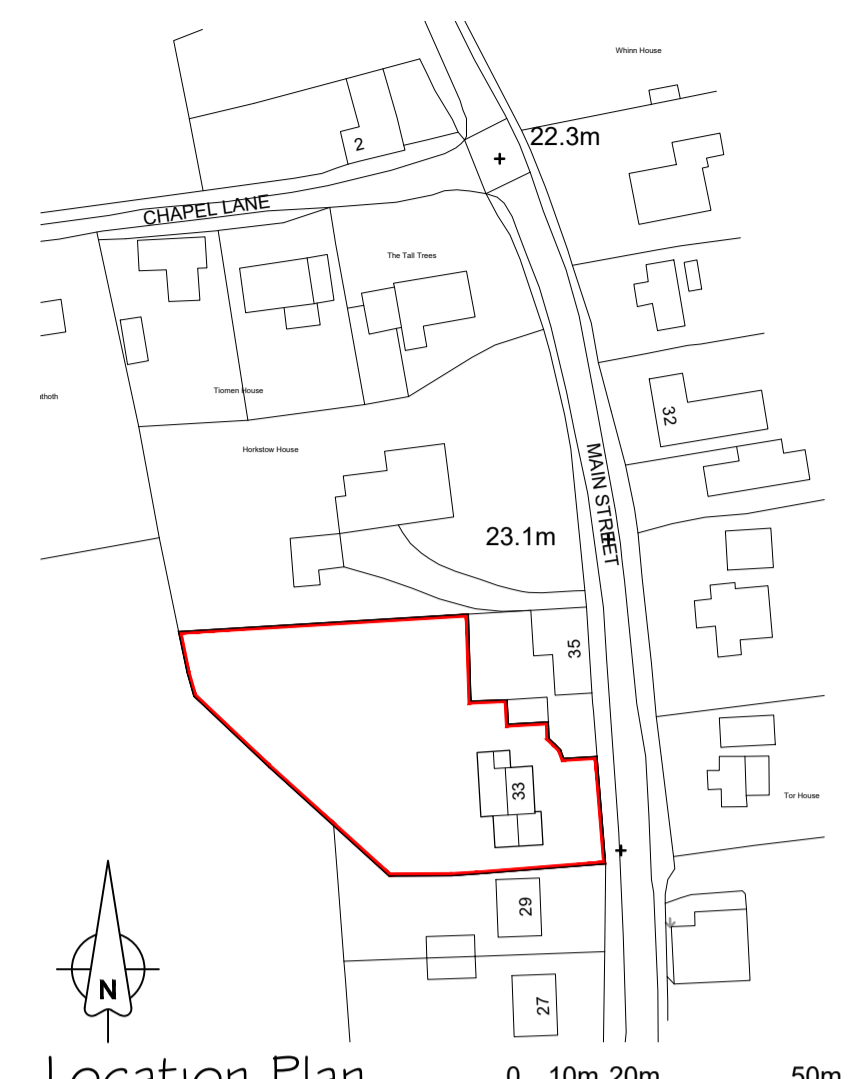 Whinn House
22.3m
2
CHAPEL LANE
The Tall Trees
Tiomen House
thoth
32
Horkstow House
MAIN STREET
23.1m
35
33
Tor House
29
27
N
Location Plan
0 10m 20m 50m